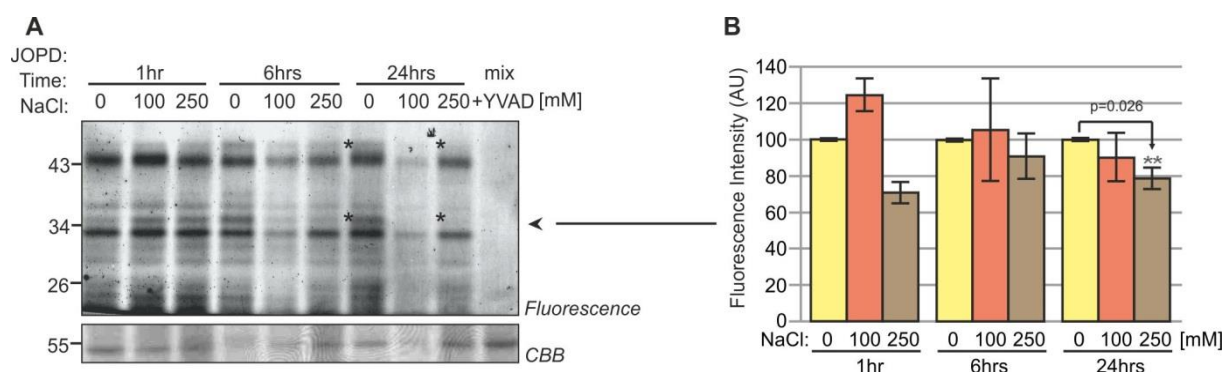 A
JOPD:
Time: 1hr 6hrs 24hrs mix
NaCl: 0 100 250 0 100 250 0 100 250 +YVAD [mM]
* *
43
* *
34
26
Fluorescence
55
CBB
B
Fluorescence Intensity (AU)
140
120
100
80
60
40
20
0
p=0.026
**
NaCl: 0 100 250 0 100 250 0 100 250 [mM]
1hr 6hrs 24hrs